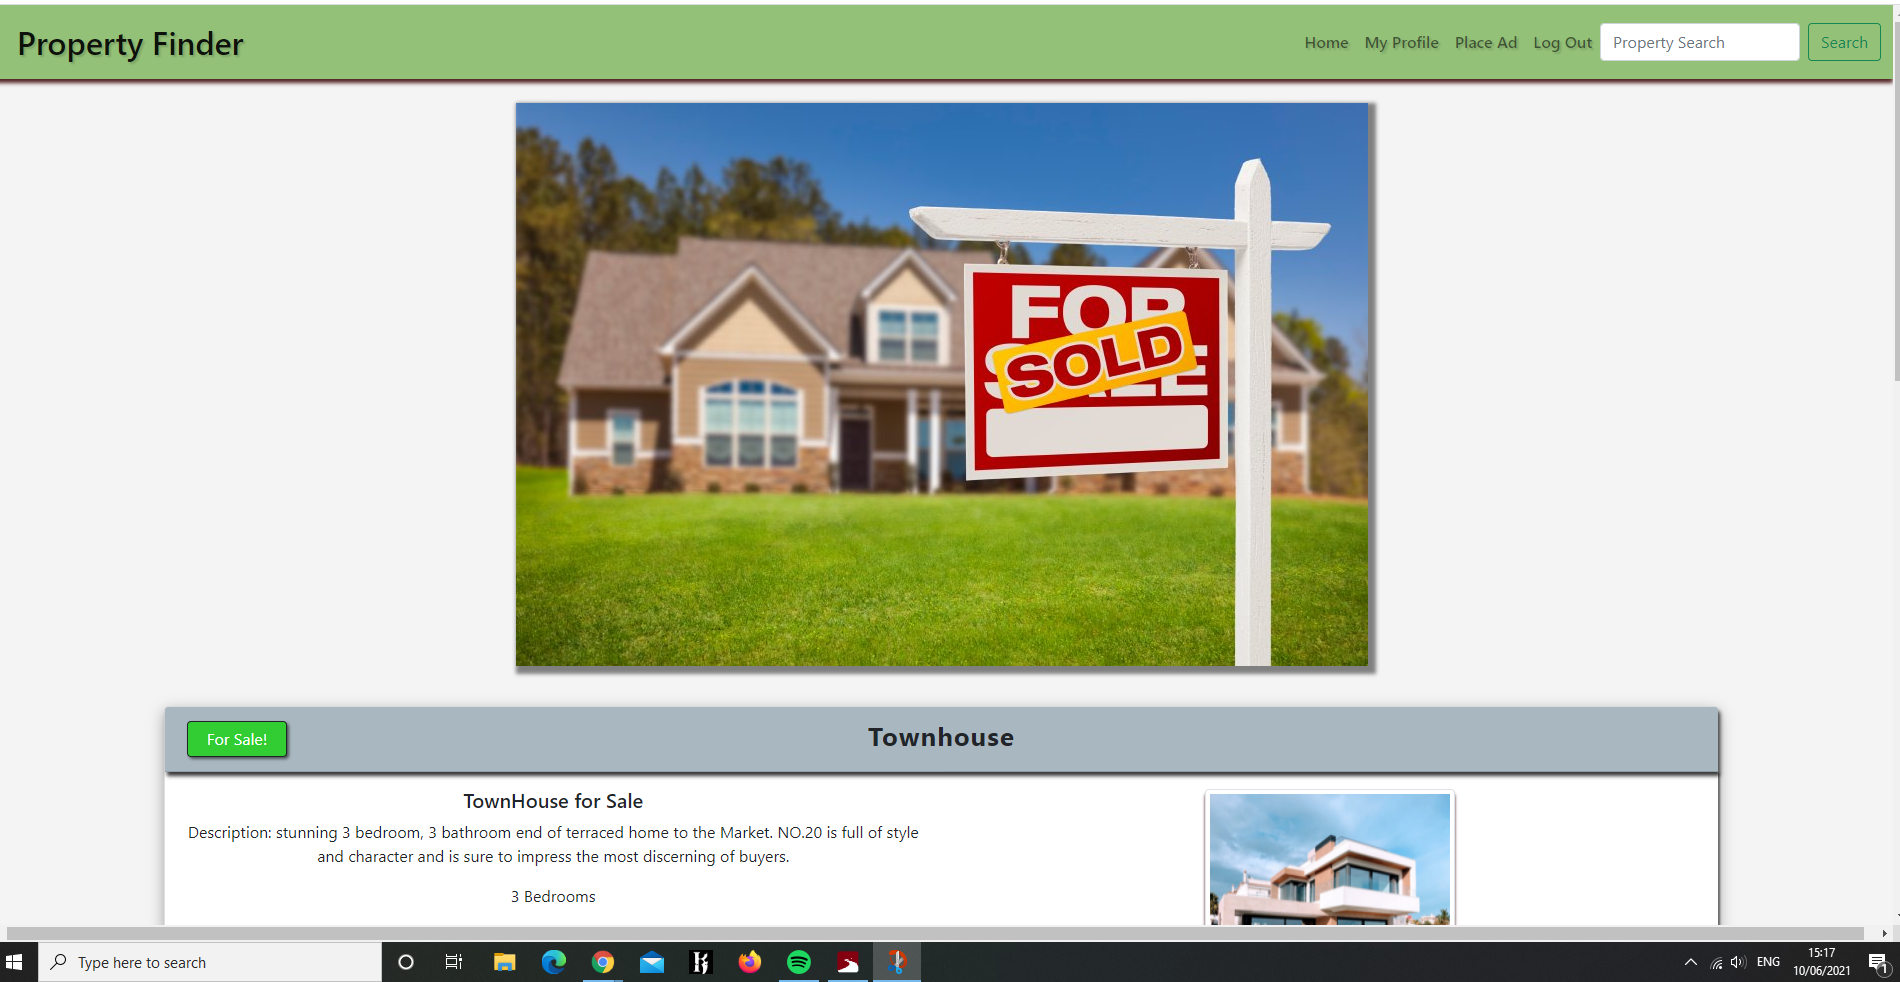 Property Finder
Home My Profile Place Ad Log Out Property Search Search
FOR
SOLD
For Sale!
Townhouse
TownHouse for Sale
Description: stunning 3 bedroom, 3 bathroom end of terraced home to the Market. NO.20 is full of style
and character and is sure to impress the most discerning of buyers.
3 Bedrooms
Type here to search
ENG
15:17
10/06/2021
1